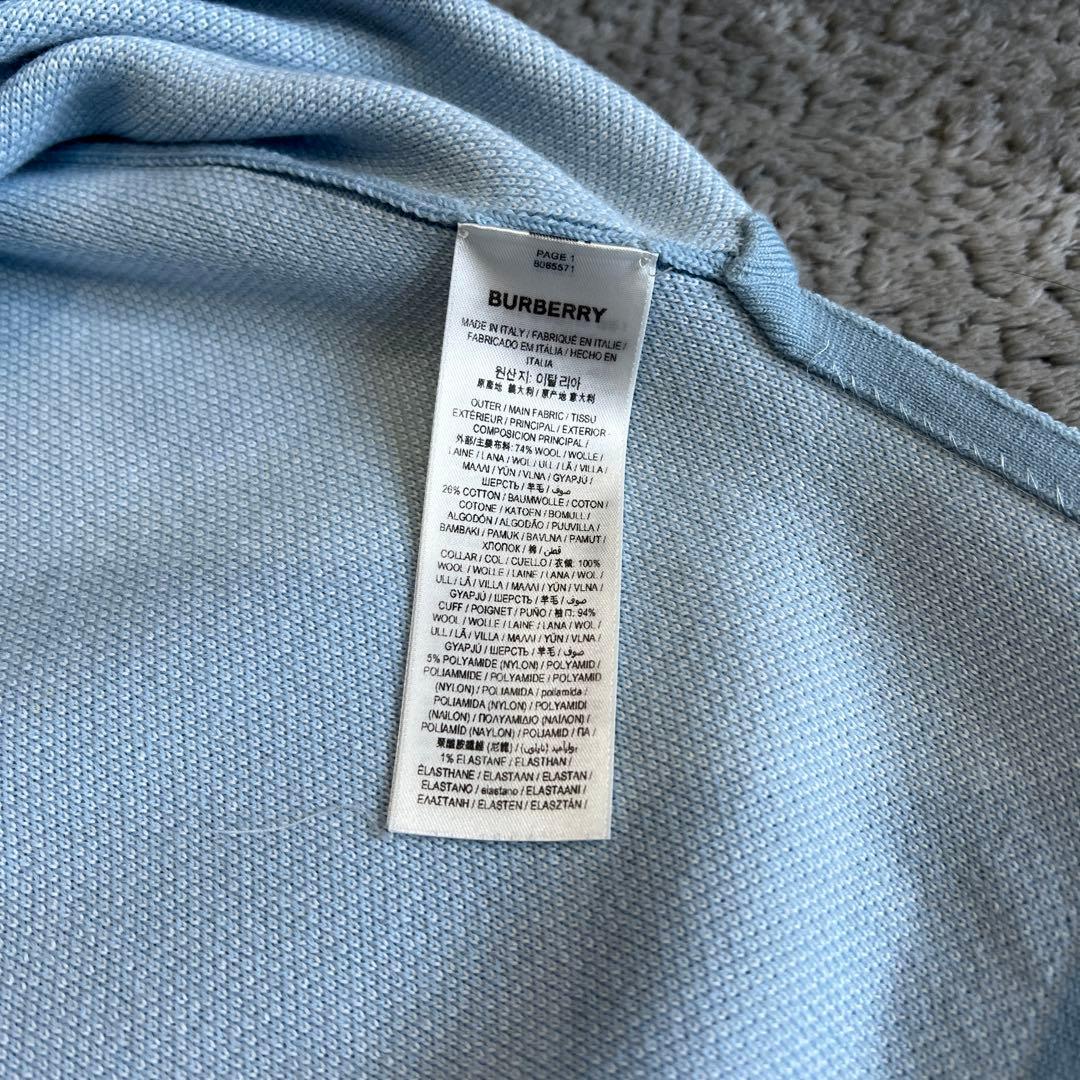 PAGE 1
8085571
BURBERRY
MADE IN ITALY / FABRIQUÉ EN ITALIE /
FABRICADO EM ITÁLIA / HECHO EN
ITALIA
원산지: 이탈리아
原產地 義大利 / 原产地 意大利
OUTER / MAIN FABRIC / TISSU
EXTÉRIEUR / PRINCIPAL / EXTERIOR -
COMPOSICION PRINCIPAL /
外部/主要布料: 74% WOOL / WOLLE /
LAINE / LANA / WOL / ULL / LÃ / VILLA /
ΜΑΛΛΙ / YÜN / VLNA / GYAPJÚ /
ШЕРСТЬ / 羊毛 / صوف /
26% COTTON / BAUMWOLLE / COTON /
COTONE / KATOEN / BOMULL /
ALGODÓN / ALGODÃO / PUUVILLA /
BAMBAKI / PAMUK / BAVLNA / PAMUT /
ХЛОПОК / 棉 / قطن /
COLLAR / COL / CUELLO / 衣領: 100%
WOOL / WOLLE / LAINE / LANA / WOL /
ULL / LÃ / VILLA / ΜΑΛΛΙ / YÜN / VLNA /
GYAPJÚ / ШЕРСТЬ / 羊毛 / صوف
CUFF / POIGNET / PUÑO / 袖口: 94%
WOOL / WOLLE / LAINE / LANA / WOL /
ULL / LÃ / VILLA / ΜΑΛΛΙ / YÜN / VLNA /
GYAPJÚ / ШЕРСТЬ / 羊毛 / صوف
5% POLYAMIDE (NYLON) / POLYAMID /
POLIAMMIDE / POLYAMIDE / POLYAMID
(NYLON) / POLIAMIDA / poliamida /
POLIAMIDA (NYLON) / POLYAMIDI
(NAILON) / ΠΟΛΥΑΜΙΔΙΟ (ΝΑΪΛΟΝ) /
POLİAMİD (NAYLON) / POLIAMID / ПА /
聚醯胺纖維 (尼龍) / بولياميد (نايلون) /
1% ELASTANE / ELASTHAN /
ÉLASTHANE / ELASTAAN / ELASTAN /
ELASTANO / elastano / ELASTAANI /
ΕΛΑΣΤΑΝΗ / ELASTEN / ELASZTÁN /